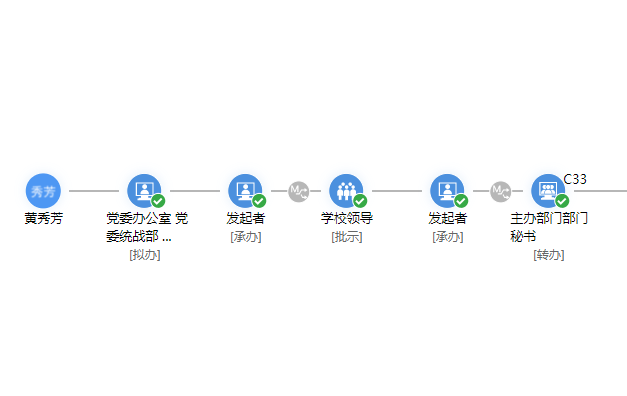 秀芳
M
M
C33
黄秀芳
党委办公室 党
委统战部 ...
[拟办]
发起者
[承办]
学校领导
[批示]
发起者
[承办]
主办部门部门
秘书
[转办]